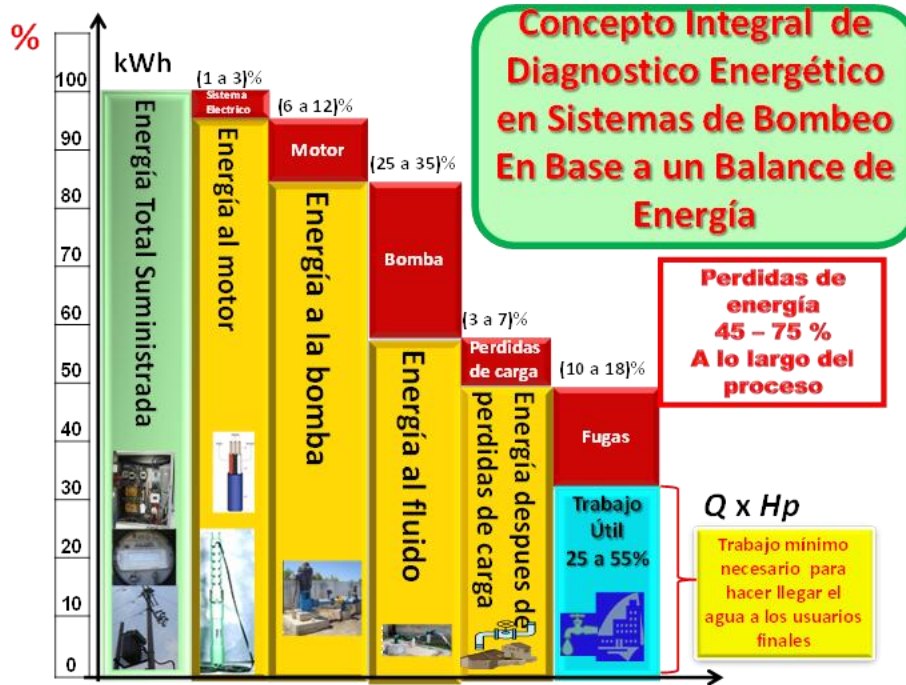 %
kWh
100
90
80
70
60
50
40
30
20
10
0
Energía Total Suministrada
(1 a 3)%
Sistema
Electrico
Energía al motor
(6 a 12)%
Motor
Energía a la bomba
(25 a 35)%
Bomba
Energía al fluido
(3 a 7)%
Perdidas
de carga
Energía despues de
perdidas de carga
(10 a 18)%
Fugas
Trabajo
Útil
25 a 55%
Concepto Integral de
Diagnostico Energético
en Sistemas de Bombeo
En Base a un Balance de
Energía
Perdidas de
energía
45 – 75 %
A lo largo del
proceso
Q x Hp
Trabajo mínimo
necesario para
hacer llegar el
agua a los usuarios
finales